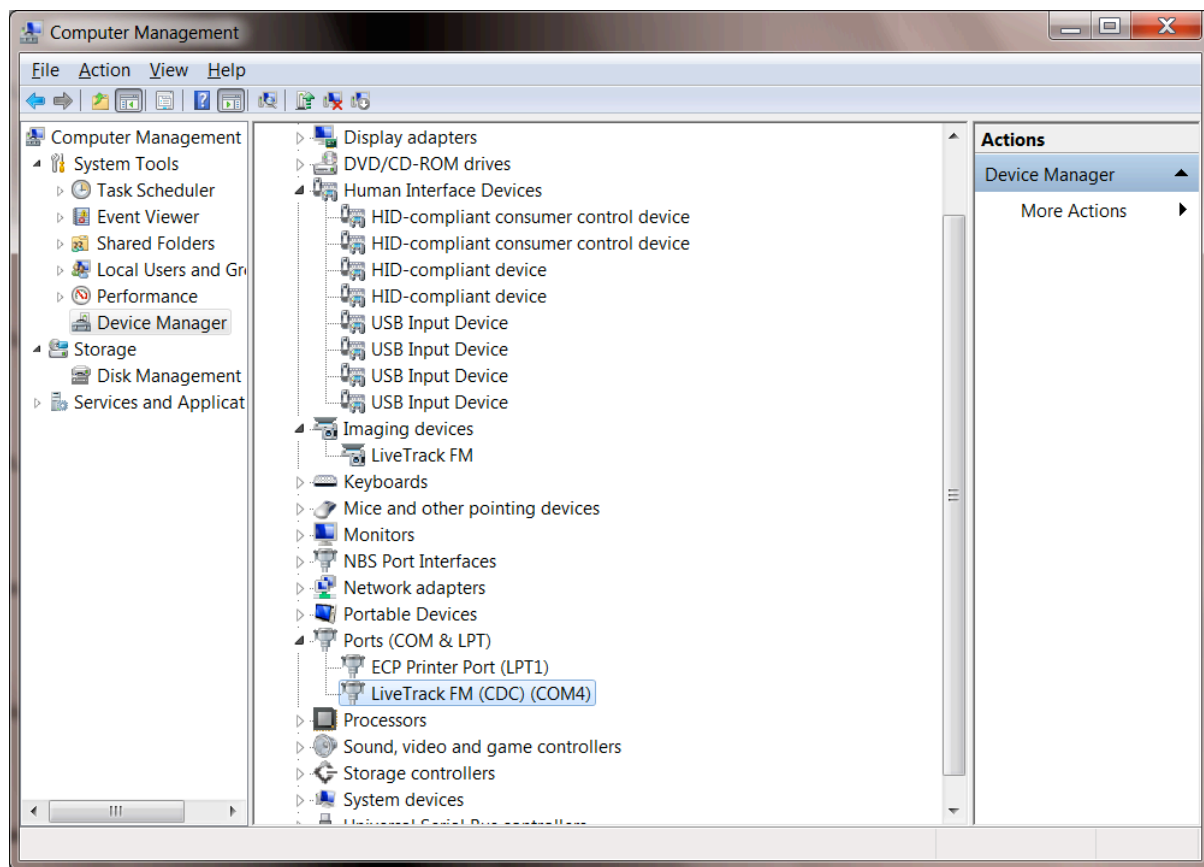 Computer Management
File Action View Help
Computer Management
System Tools
Task Scheduler
Event Viewer
Shared Folders
Local Users and Gr
Performance
Device Manager
Storage
Disk Management
Services and Applicat
Display adapters
DVD/CD-ROM drives
Human Interface Devices
HID-compliant consumer control device
HID-compliant consumer control device
HID-compliant device
HID-compliant device
USB Input Device
USB Input Device
USB Input Device
USB Input Device
Imaging devices
LiveTrack FM
Keyboards
Mice and other pointing devices
Monitors
NBS Port Interfaces
Network adapters
Portable Devices
Ports (COM & LPT)
ECP Printer Port (LPT1)
LiveTrack FM (CDC) (COM4)
Processors
Sound, video and game controllers
Storage controllers
System devices
Universal Serial Bus controllers
Actions
Device Manager
More Actions